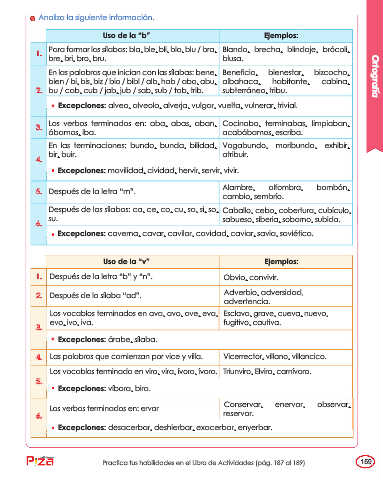 Analiza la siguiente información.
Uso de la “b” Ejemplos:
1. Para formar las sílabas: bla, ble, bli, blo, blu / bra, Blando, brecha, blindaje, brócoli,
bre, bri, bro, bru. blusa.
En las palabras que inician con las sílabas: bene, Beneficio, bienestar, bizcocho,
bien / bi, bis, biz / bio / bibl / alb, hab / abo, abu, albahaca, habitante, cabina,
2. bu / cab, cub / jab, jub / sab, sub / tab, trib. subterráneo, tribu.
• Excepciones: alveo, alveolo, alverja, vulgar, vuelta, vulnerar, trivial.
3. Los verbos terminados en: aba, abas, aban, Cocinaba, terminabas, limpiaban,
ábamos, iba. acabábamos, escriba.
En las terminaciones: bundo, bunda, bilidad, Vagabundo, moribundo, exhibir,
4. bir, buir. atribuir.
• Excepciones: movilidad, cividad, hervir, servir, vivir.
5. Después de la letra “m”. Alambre, alfombra, bombón,
cambio, sembrío.
Después de las sílabas: ca, ce, co, cu, sa, si, so, Caballo, cebo, cobertura, cubículo,
6. su. sabueso, siberia, soborno, subida.
• Excepciones: caverna, cavar, cavilar, cavidad, caviar, savia, soviético.
Ortografía
Uso de la “v” Ejemplos:
1. Después de la letra “b” y “n”. Obvio, convivir.
2. Después de la sílaba “ad”. Adverbio, adversidad,
advertencia.
Los vocablos terminados en ava, avo, ave, eva, Esclavo, grave, cueva, nuevo,
3. evo, ivo, iva. fugitivo, cautiva.
• Excepciones: árabe, sílaba.
4. Las palabras que comienzan por vice y villa. Vicerrector, villano, villancico.
Los vocablos terminada en viro, vira, ívoro, ívora. Triunviro, Elvira, carnívoro.
5.
• Excepciones: víbora, biro.
Los verbos terminados en: ervar Conservar, enervar, observar,
6. reservar.
• Excepciones: desacerbar, deshierbar, exacerbar, enyerbar.
Practica tus habilidades en el Libro de Actividades (pág. 187 al 189)
159